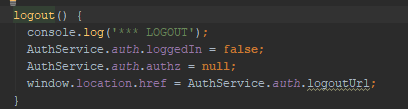 logout() {
console.log('*** LOGOUT');
AuthService.auth.loggedIn = false;
AuthService.auth.authz = null;
window.location.href = AuthService.auth.logoutUrl;
}